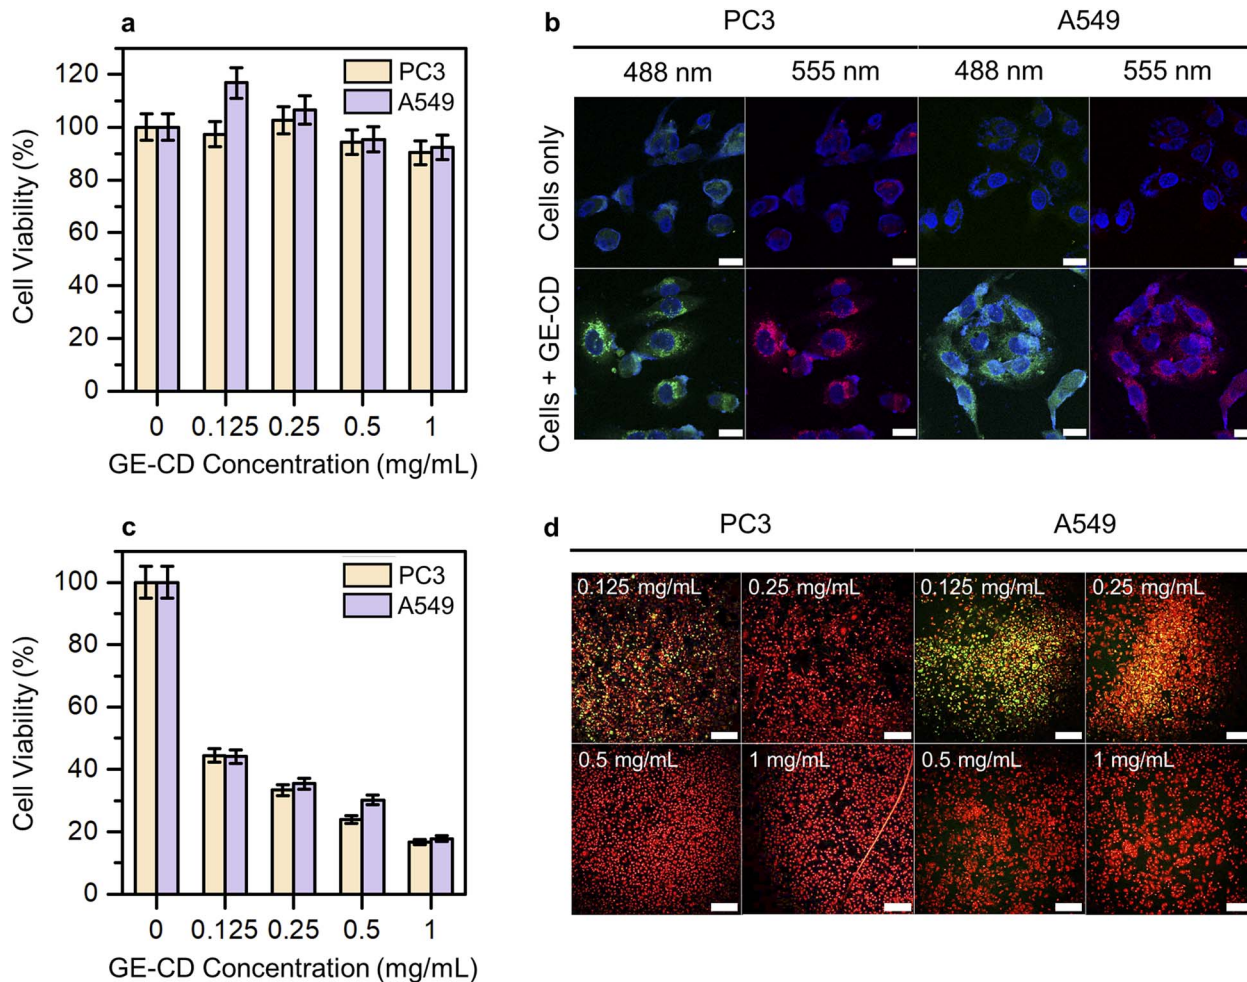 a
Cell Viability (%)
120
100
80
60
40
20
0
PC3
A549
0 0.125 0.25 0.5 1
GE-CD Concentration (mg/mL)
b
PC3 A549
488 nm 555 nm 488 nm 555 nm
Cells only
Cells + GE-CD
c
Cell Viability (%)
100
80
60
40
20
0
PC3
A549
0 0.125 0.25 0.5 1
GE-CD Concentration (mg/mL)
d
PC3 A549
0.125 mg/mL 0.25 mg/mL 0.125 mg/mL 0.25 mg/mL
0.5 mg/mL 1 mg/mL 0.5 mg/mL 1 mg/mL